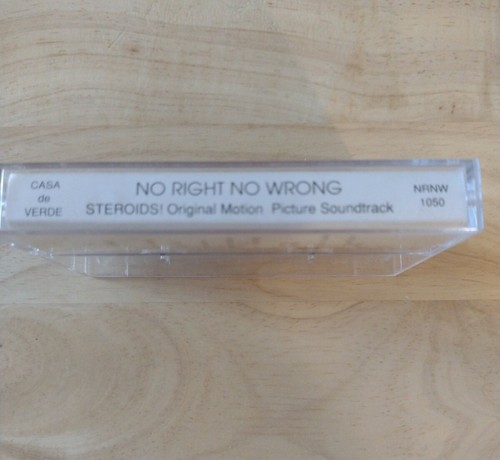 CASA
de
VERDE
NO RIGHT NO WRONG
STEROIDS! Original Motion Picture Soundtrack
NRNW
1050